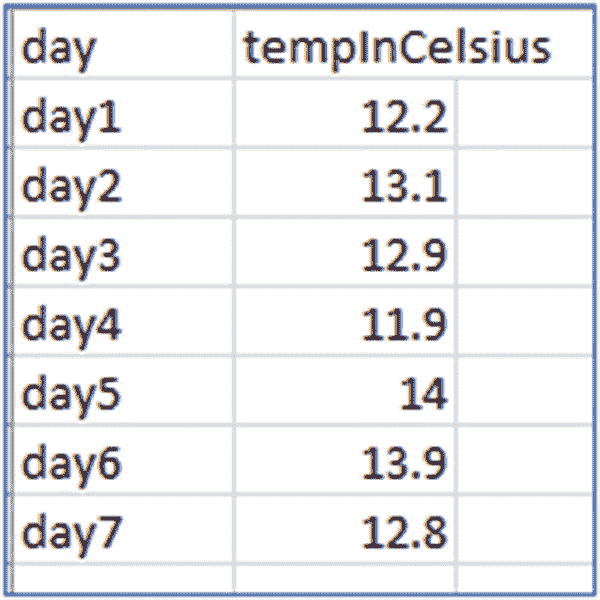 day tempInCelsius
day1 12.2
day2 13.1
day3 12.9
day4 11.9
day5 14
day6 13.9
day7 12.8